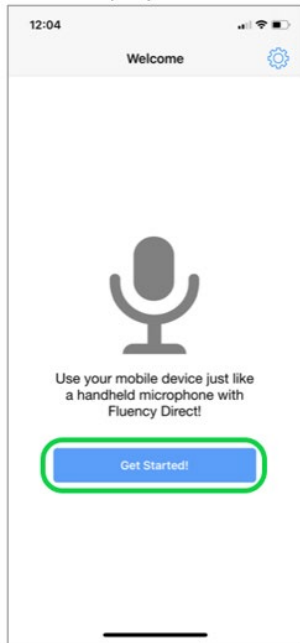 12:04
Welcome
Use your mobile device just like
a handheld microphone with
Fluency Direct!
Get Started!